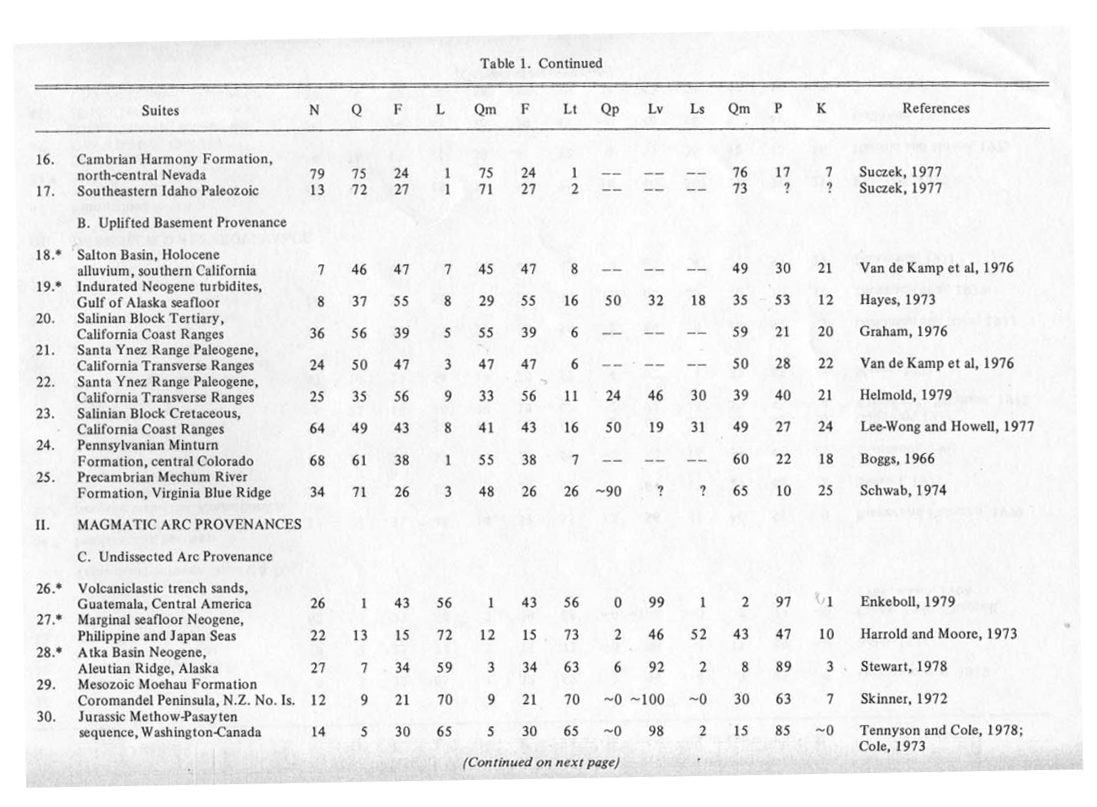 Table 1. Continued
Suites N Q F L Qm F Lt Qp Lv Ls Qm P K References
16. Cambrian Harmony Formation,
north-central Nevada 79 75 24 1 75 24 1 -- -- -- 76 17 7 Suczek, 1977
17. Southeastern Idaho Paleozoic 13 72 27 1 71 27 2 -- -- -- 73 ? ? Suczek, 1977
B. Uplifted Basement Provenance
18.* Salton Basin, Holocene
alluvium, southern California 7 46 47 7 45 47 8 -- -- -- 49 30 21 Van de Kamp et al, 1976
19.* Indurated Neogene turbidites,
Gulf of Alaska seafloor 8 37 55 8 29 55 16 50 32 18 35 53 12 Hayes, 1973
20. Salinian Block Tertiary,
California Coast Ranges 36 56 39 5 55 39 6 -- -- -- 59 21 20 Graham, 1976
21. Santa Ynez Range Paleogene,
California Transverse Ranges 24 50 47 3 47 47 6 -- -- -- 50 28 22 Van de Kamp et al, 1976
22. Santa Ynez Range Paleogene,
California Transverse Ranges 25 35 56 9 33 56 11 24 46 30 39 40 21 Helmold, 1979
23. Salinian Block Cretaceous,
California Coast Ranges 64 49 43 8 41 43 16 50 19 31 49 27 24 Lee-Wong and Howell, 1977
24. Pennsylvanian Minturn
Formation, central Colorado 68 61 38 1 55 38 7 -- -- -- 60 22 18 Boggs, 1966
25. Precambrian Mechum River
Formation, Virginia Blue Ridge 34 71 26 3 48 26 26 ~90 ? ? 65 10 25 Schwab, 1974
II. MAGMATIC ARC PROVENANCES
C. Undissected Arc Provenance
26.* Volcaniclastic trench sands,
Guatemala, Central America 26 1 43 56 1 43 56 0 99 1 2 97 1 Enkeboll, 1979
27.* Marginal seafloor Neogene,
Philippine and Japan Seas 22 13 15 72 12 15 73 2 46 52 43 47 10 Harrold and Moore, 1973
28.* Atka Basin Neogene,
Aleutian Ridge, Alaska 27 7 34 59 3 34 63 6 92 2 8 89 3 Stewart, 1978
29. Mesozoic Moehau Formation
Coromandel Peninsula, N.Z. No. Is. 12 9 21 70 9 21 70 ~0 ~100 ~0 30 63 7 Skinner, 1972
30. Jurassic Methow-Pasayten
sequence, Washington-Canada 14 5 30 65 5 30 65 ~0 98 2 15 85 ~0 Tennyson and Cole, 1978;
Cole, 1973
(Continued on next page)